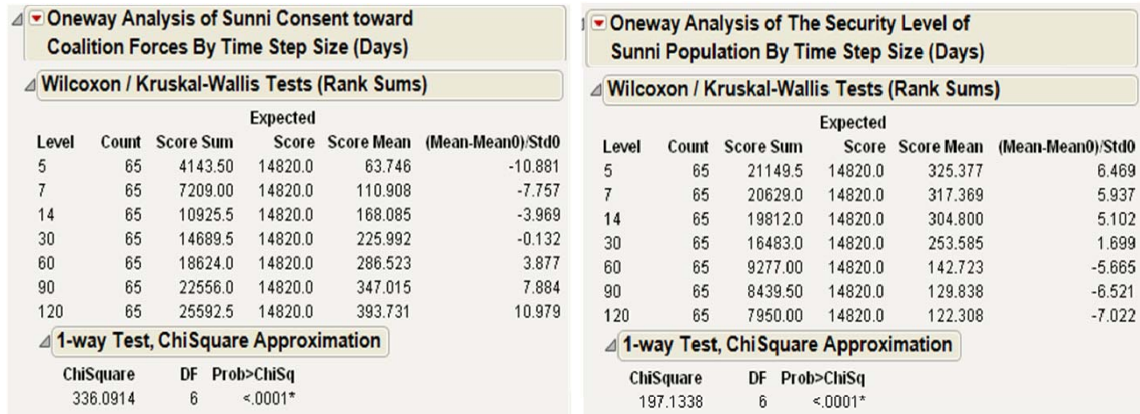 Oneway Analysis of Sunni Consent toward
Coalition Forces By Time Step Size (Days)
Wilcoxon / Kruskal-Wallis Tests (Rank Sums)
Expected
Level Count Score Sum Score Score Mean (Mean-Mean0)/Std0
5 65 4143.50 14820.0 63.746 -10.881
7 65 7209.00 14820.0 110.908 -7.757
14 65 10925.5 14820.0 168.085 -3.969
30 65 14689.5 14820.0 225.992 -0.132
60 65 18624.0 14820.0 286.523 3.877
90 65 22556.0 14820.0 347.015 7.884
120 65 25592.5 14820.0 393.731 10.979
1-way Test, ChiSquare Approximation
ChiSquare DF Prob>ChiSq
336.0914 6 <.0001*
Oneway Analysis of The Security Level of
Sunni Population By Time Step Size (Days)
Wilcoxon / Kruskal-Wallis Tests (Rank Sums)
Expected
Level Count Score Sum Score Score Mean (Mean-Mean0)/Std0
5 65 21149.5 14820.0 325.377 6.469
7 65 20629.0 14820.0 317.369 5.937
14 65 19812.0 14820.0 304.800 5.102
30 65 16483.0 14820.0 253.585 1.699
60 65 9277.00 14820.0 142.723 -5.665
90 65 8439.50 14820.0 129.838 -6.521
120 65 7950.00 14820.0 122.308 -7.022
1-way Test, ChiSquare Approximation
ChiSquare DF Prob>ChiSq
197.1338 6 <.0001*